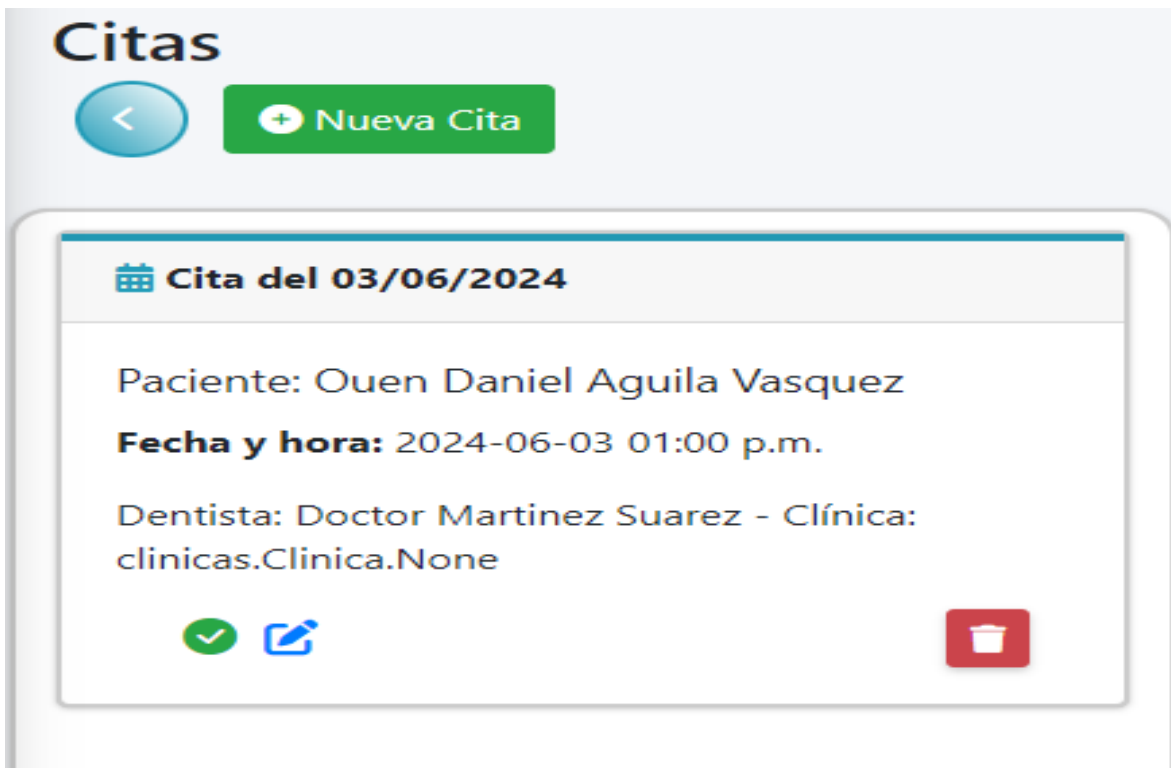 Citas
Nueva Cita
Cita del 03/06/2024
Paciente: Ouen Daniel Aguila Vasquez
Fecha y hora: 2024-06-03 01:00 p.m.
Dentista: Doctor Martinez Suarez - Clínica:
clinicas.Clinica.None